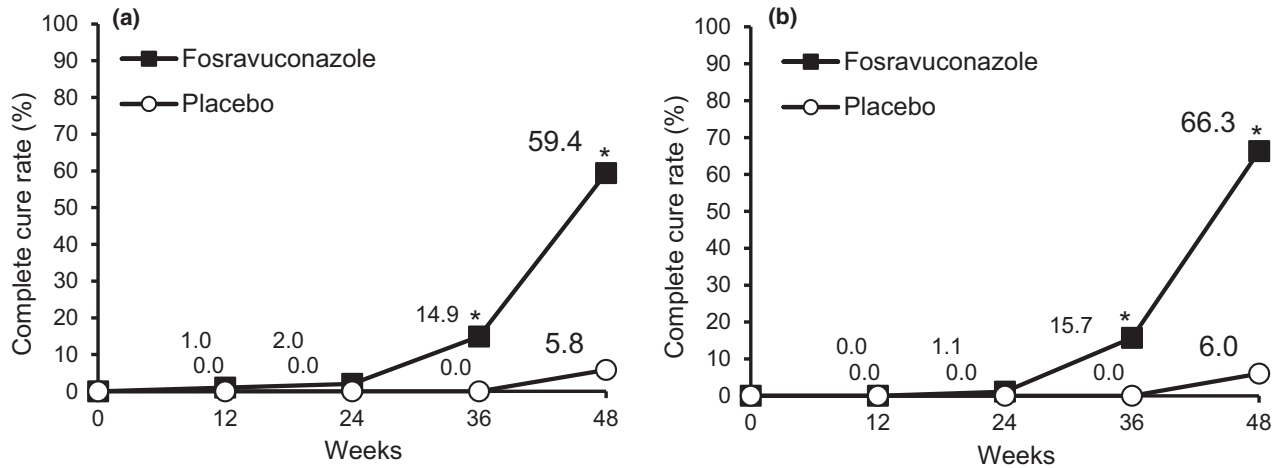 (a)
Complete cure rate (%)
100
90
80
70
60
50
40
30
20
10
0
Fosravuconazole
Placebo
59.4
*
14.9 *
5.8
1.0 2.0
0.0 0.0 0.0
0 12 24 36 48
Weeks
(b)
Complete cure rate (%)
100
90
80
70
60
50
40
30
20
10
0
Fosravuconazole
Placebo
66.3
*
15.7 *
6.0
0.0 1.1
0.0 0.0 0.0
0 12 24 36 48
Weeks